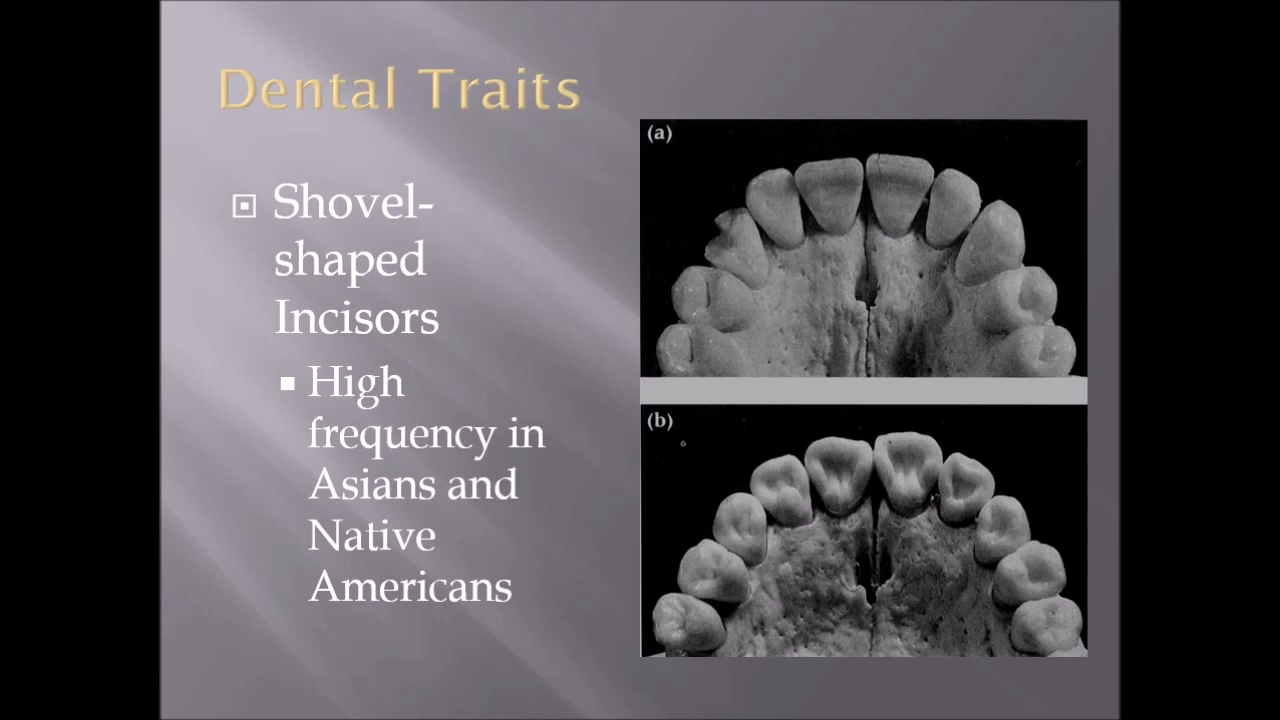 Dental Traits
Shovel-
shaped
Incisors
High
frequency in
Asians and
Native
Americans
(a)
(b)